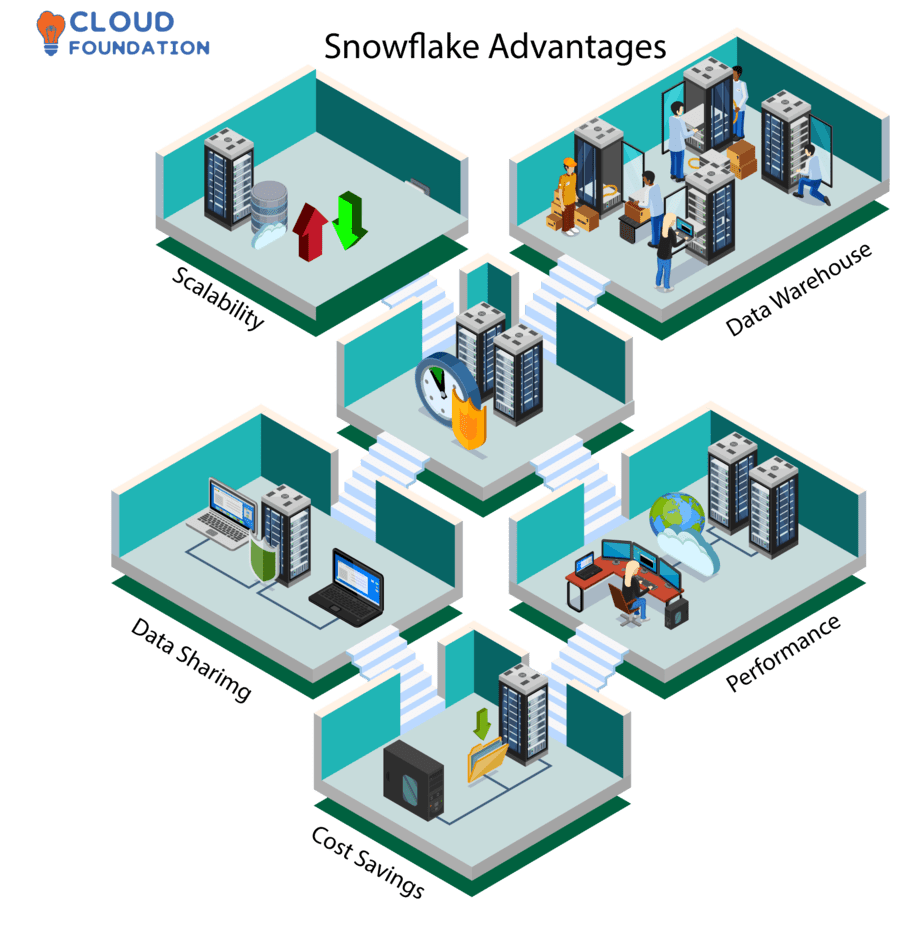 CLOUD
FOUNDATION
Snowflake Advantages
Scalability
Data Warehouse
Data Sharimg
Performance
Cost Savings